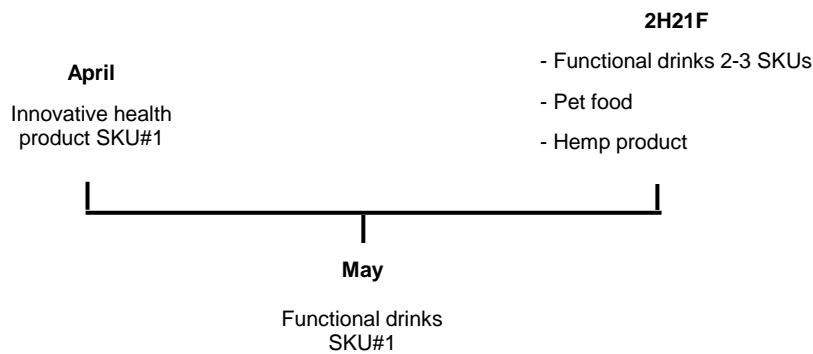 April
Innovative health
product SKU#1
May
Functional drinks
SKU#1
2H21F
- Functional drinks 2-3 SKUs
- Pet food
- Hemp product